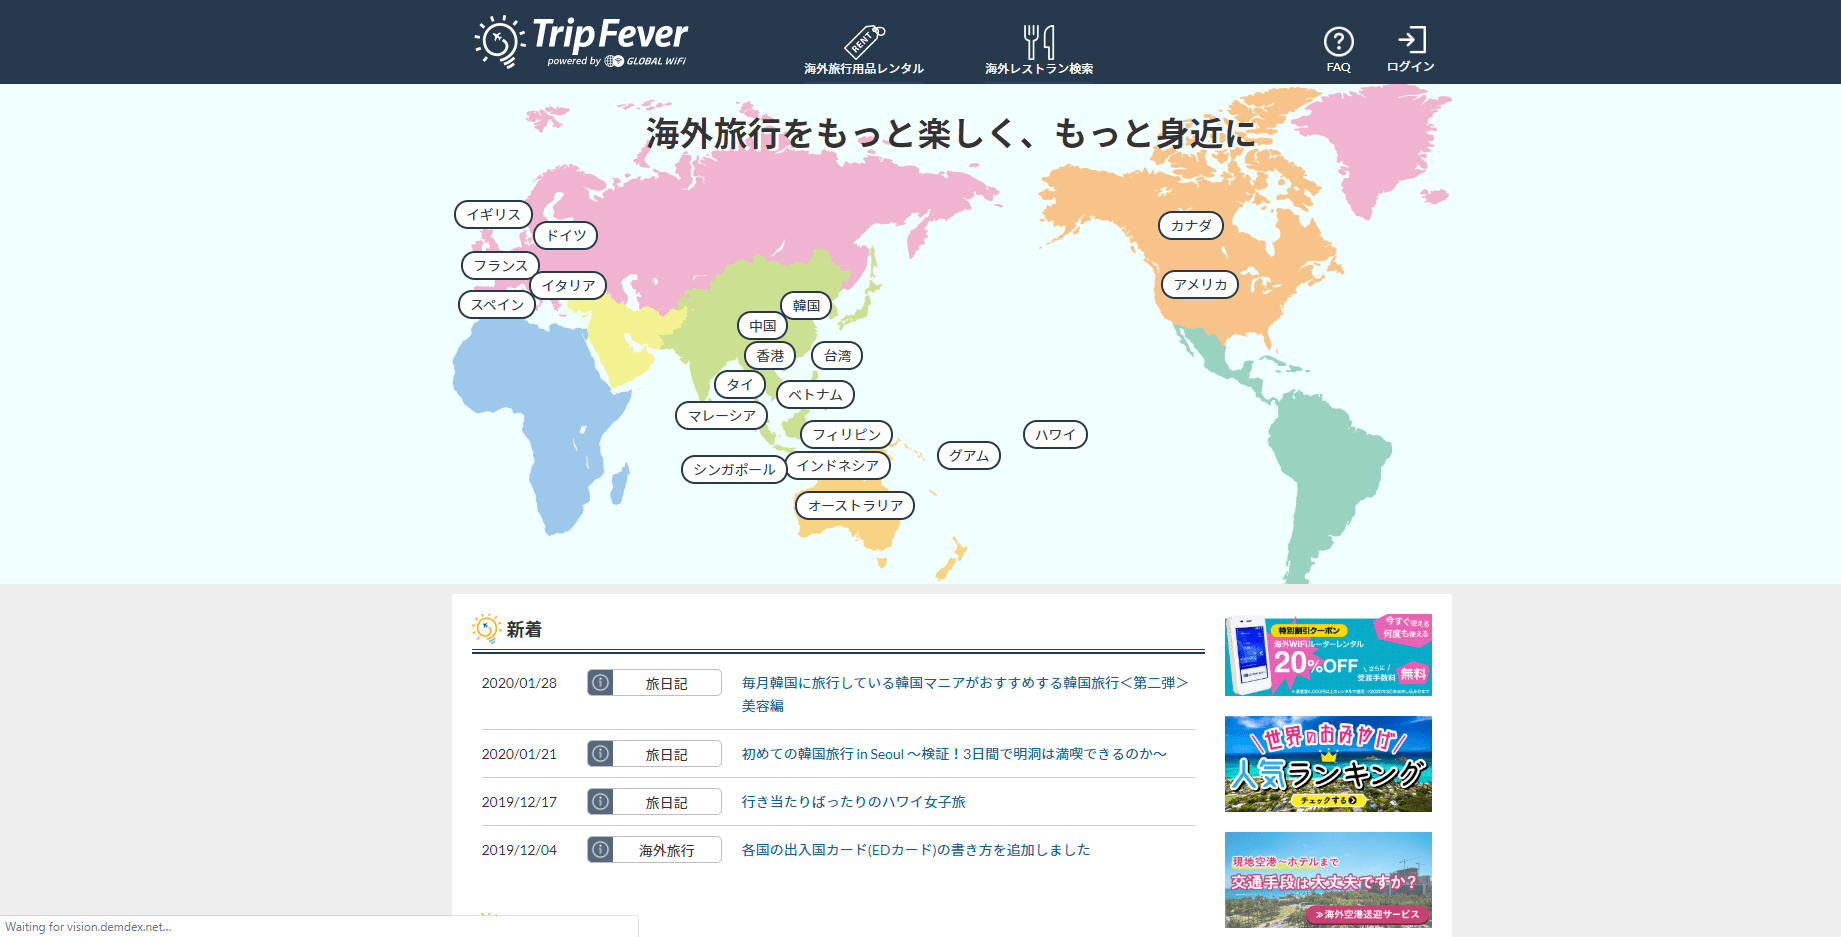 Trip Fever
powered by GLOBAL WiFi
RENT
海外旅行用品レンタル
海外レストラン検索
FAQ
ログイン
海外旅行をもっと楽しく、もっと身近に
イギリス
ドイツ
フランス
イタリア
スペイン
カナダ
アメリカ
韓国
中国
香港
台湾
タイ
ベトナム
マレーシア
フィリピン
ハワイ
グアム
シンガポール
インドネシア
オーストラリア
新着
2020/01/28 旅日記 毎月韓国に旅行している韓国マニアがおすすめする韓国旅行＜第二弾＞
美容編
2020/01/21 旅日記 初めての韓国旅行 in Seoul ～検証！3日間で明洞は満喫できるのか～
2019/12/17 旅日記 行き当たりばったりのハワイ女子旅
2019/12/04 海外旅行 各国の出入国カード(EDカード)の書き方を追加しました
今すぐ使える
何度も使える
特別割引クーポン
海外WiFiルーターレンタル
20%OFF
さらに
受渡手数料 無料
世界のおみやげ
人気ランキング
チェックする
現地空港～ホテルまで
交通手段は大丈夫ですか？
≫海外空港送迎サービス
Waiting for vision.demdex.net...